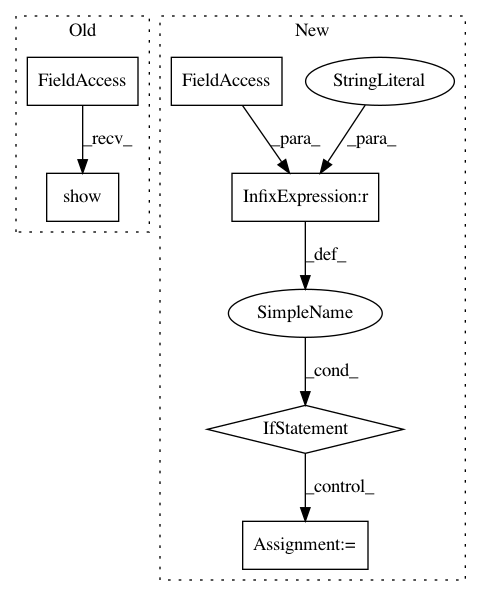 Old
New
FieldAccess
FieldAccess
StringLiteral
_recv_
_para_
_para_
show
InfixExpression:r
_def_
SimpleName
_cond_
IfStatement
_control_
Assignment:=